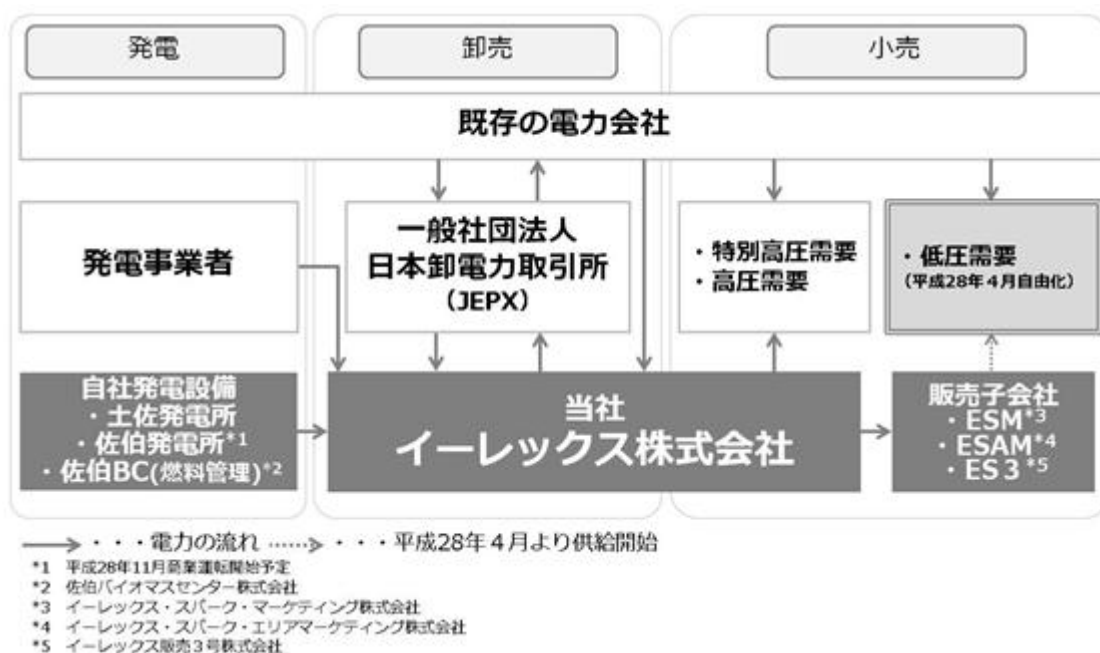 発電
卸売
小売
既存の電力会社
発電事業者
一般社団法人
日本卸電力取引所
（JEPX）
・特別高圧需要
・高圧需要
・低圧需要
（平成28年４月自由化）
自社発電設備
・土佐発電所
・佐伯発電所*1
・佐伯BC(燃料管理)*2
当社
イーレックス株式会社
販売子会社
・ESM*3
・ESAM*4
・ES３*5
・・・電力の流れ ・・・平成28年４月より供給開始
*1 平成28年11月商業運転開始予定
*2 佐伯バイオマスセンター株式会社
*3 イーレックス・スパーク・マーケティング株式会社
*4 イーレックス・スパーク・エリアマーケティング株式会社
*5 イーレックス販売３号株式会社